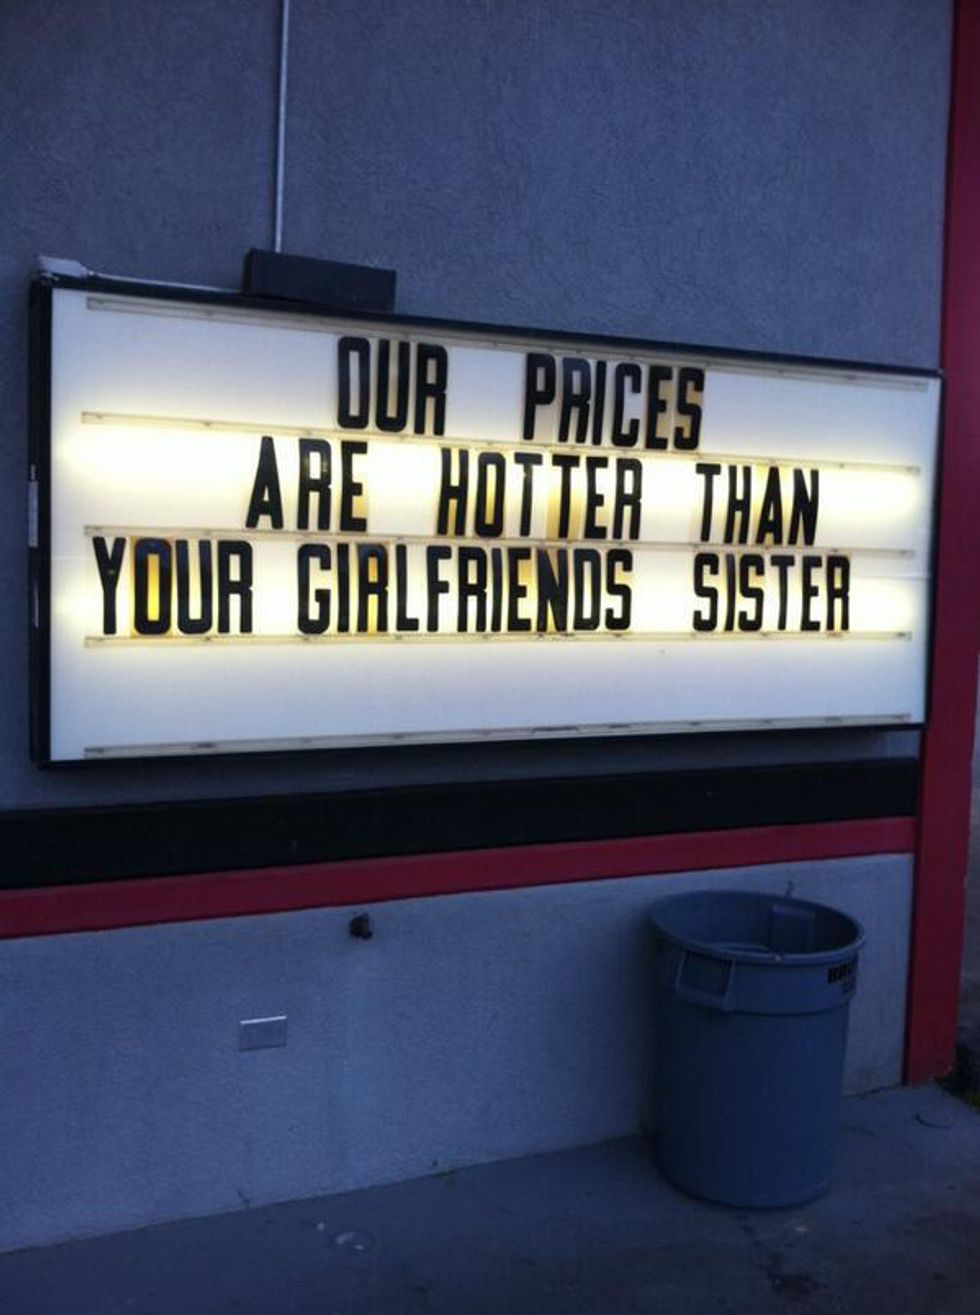 OUR PRICES
ARE HOTTER THAN
YOUR GIRLFRIENDS SISTER